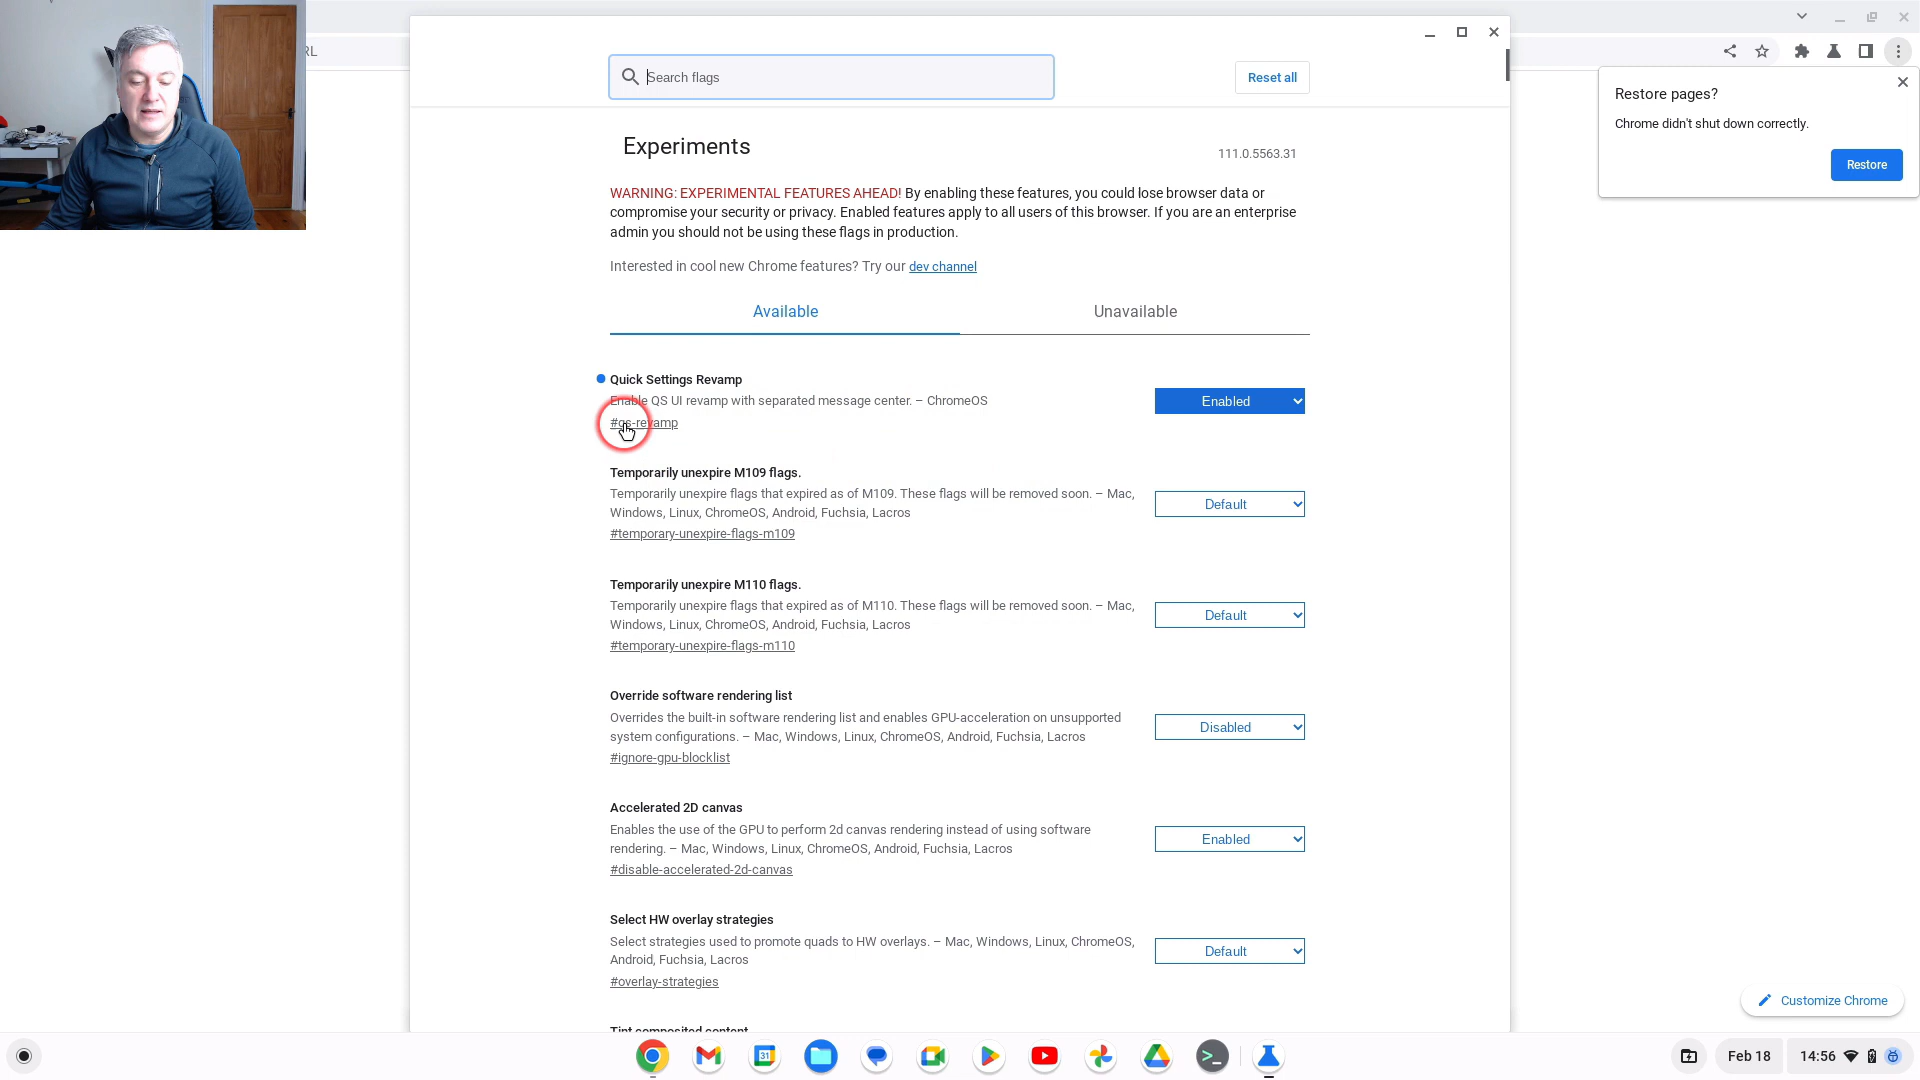 RL
Search flags
Reset all
Restore pages?
Chrome didn't shut down correctly.
Restore
Experiments
111.0.5563.31
WARNING: EXPERIMENTAL FEATURES AHEAD! By enabling these features, you could lose browser data or
compromise your security or privacy. Enabled features apply to all users of this browser. If you are an enterprise
admin you should not be using these flags in production.
Interested in cool new Chrome features? Try our dev channel
Available
Unavailable
Quick Settings Revamp
Enable QS UI revamp with separated message center. – ChromeOS
#qs-revamp
Enabled
Temporarily unexpire M109 flags.
Temporarily unexpire flags that expired as of M109. These flags will be removed soon. – Mac,
Windows, Linux, ChromeOS, Android, Fuchsia, Lacros
#temporary-unexpire-flags-m109
Default
Temporarily unexpire M110 flags.
Temporarily unexpire flags that expired as of M110. These flags will be removed soon. – Mac,
Windows, Linux, ChromeOS, Android, Fuchsia, Lacros
#temporary-unexpire-flags-m110
Default
Override software rendering list
Overrides the built-in software rendering list and enables GPU-acceleration on unsupported
system configurations. – Mac, Windows, Linux, ChromeOS, Android, Fuchsia, Lacros
#ignore-gpu-blocklist
Disabled
Accelerated 2D canvas
Enables the use of the GPU to perform 2d canvas rendering instead of using software
rendering. – Mac, Windows, Linux, ChromeOS, Android, Fuchsia, Lacros
#disable-accelerated-2d-canvas
Enabled
Select HW overlay strategies
Select strategies used to promote quads to HW overlays. – Mac, Windows, Linux, ChromeOS,
Android, Fuchsia, Lacros
#overlay-strategies
Default
Tint composited content
Customize Chrome
31
Feb 18
14:56